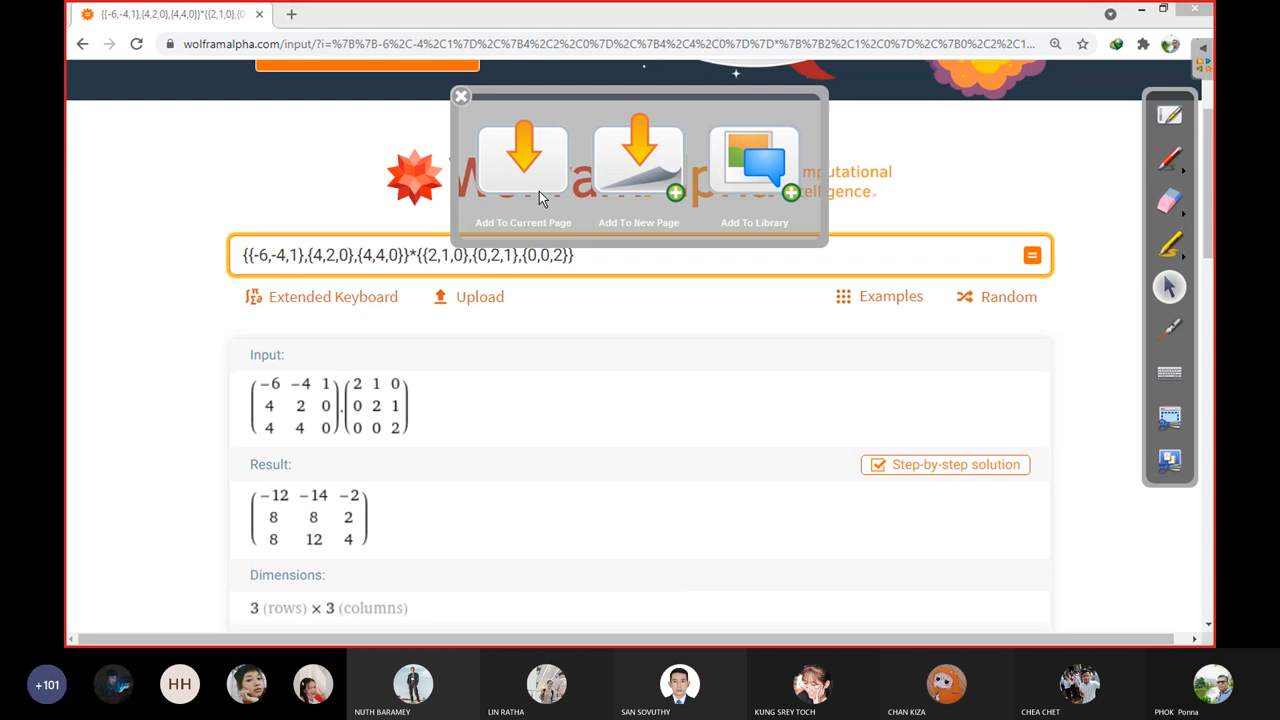 {{-6,-4,1},{4,2,0},{4,4,0}}*{{2,1,0},{0
wolframalpha.com/input/?i=%7B%7B-6%2C-4%2C1%7D%2C%7B4%2C2%2C0%7D%2C%7B4%2C4%2C0%7D%7D*%7B%7B2%2C1%2C0%7D%2C%7B0%2C2%2C1...
mputational
telligence™
Add To Current Page
Add To New Page
Add To Library
{{-6,-4,1},{4,2,0},{4,4,0}}*{{2,1,0},{0,2,1},{0,0,2}}
Extended Keyboard
Upload
Examples
Random
Input:
-6 -4 1 2 1 0
4 2 0 . 0 2 1
4 4 0 0 0 2
Result:
Step-by-step solution
-12 -14 -2
8 8 2
8 12 4
Dimensions:
3 (rows) × 3 (columns)
+101
HH
NUTH BARAMEY
LIN RATHA
SAN SOVUTHY
KUNG SREY TOCH
CHAN KIZA
CHEA CHET
PHOK Ponna